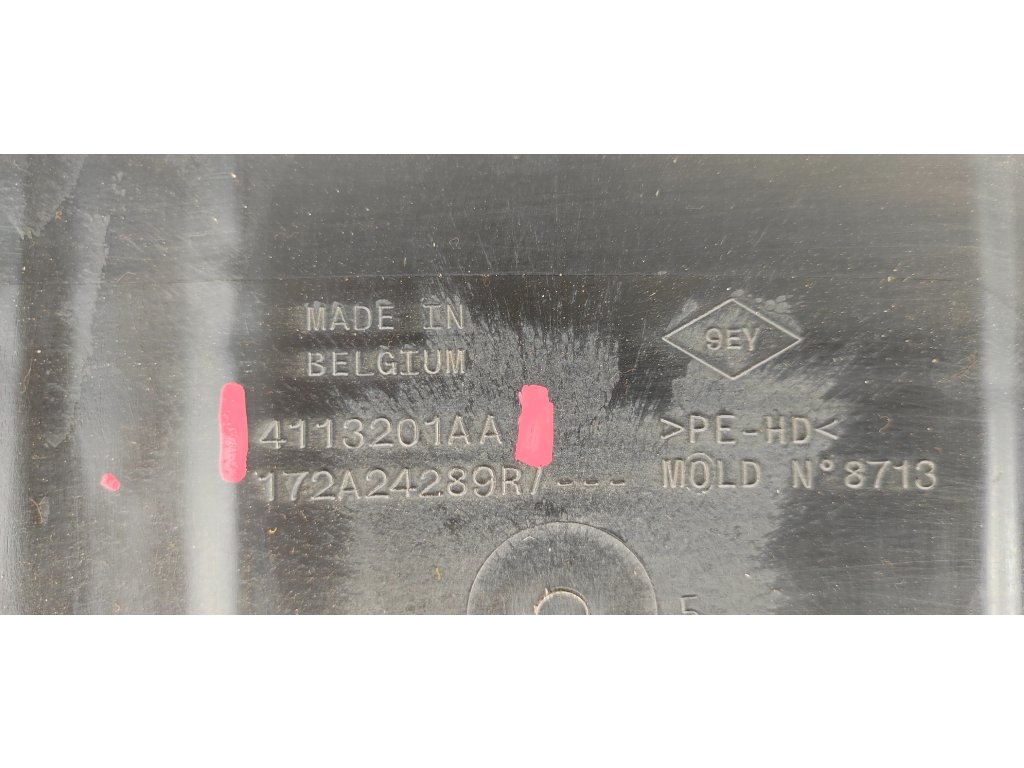 MADE IN
BELGIUM
9EY
4113201AA
>PE-HD<
172A24289R/---
MOLD N°8713
5